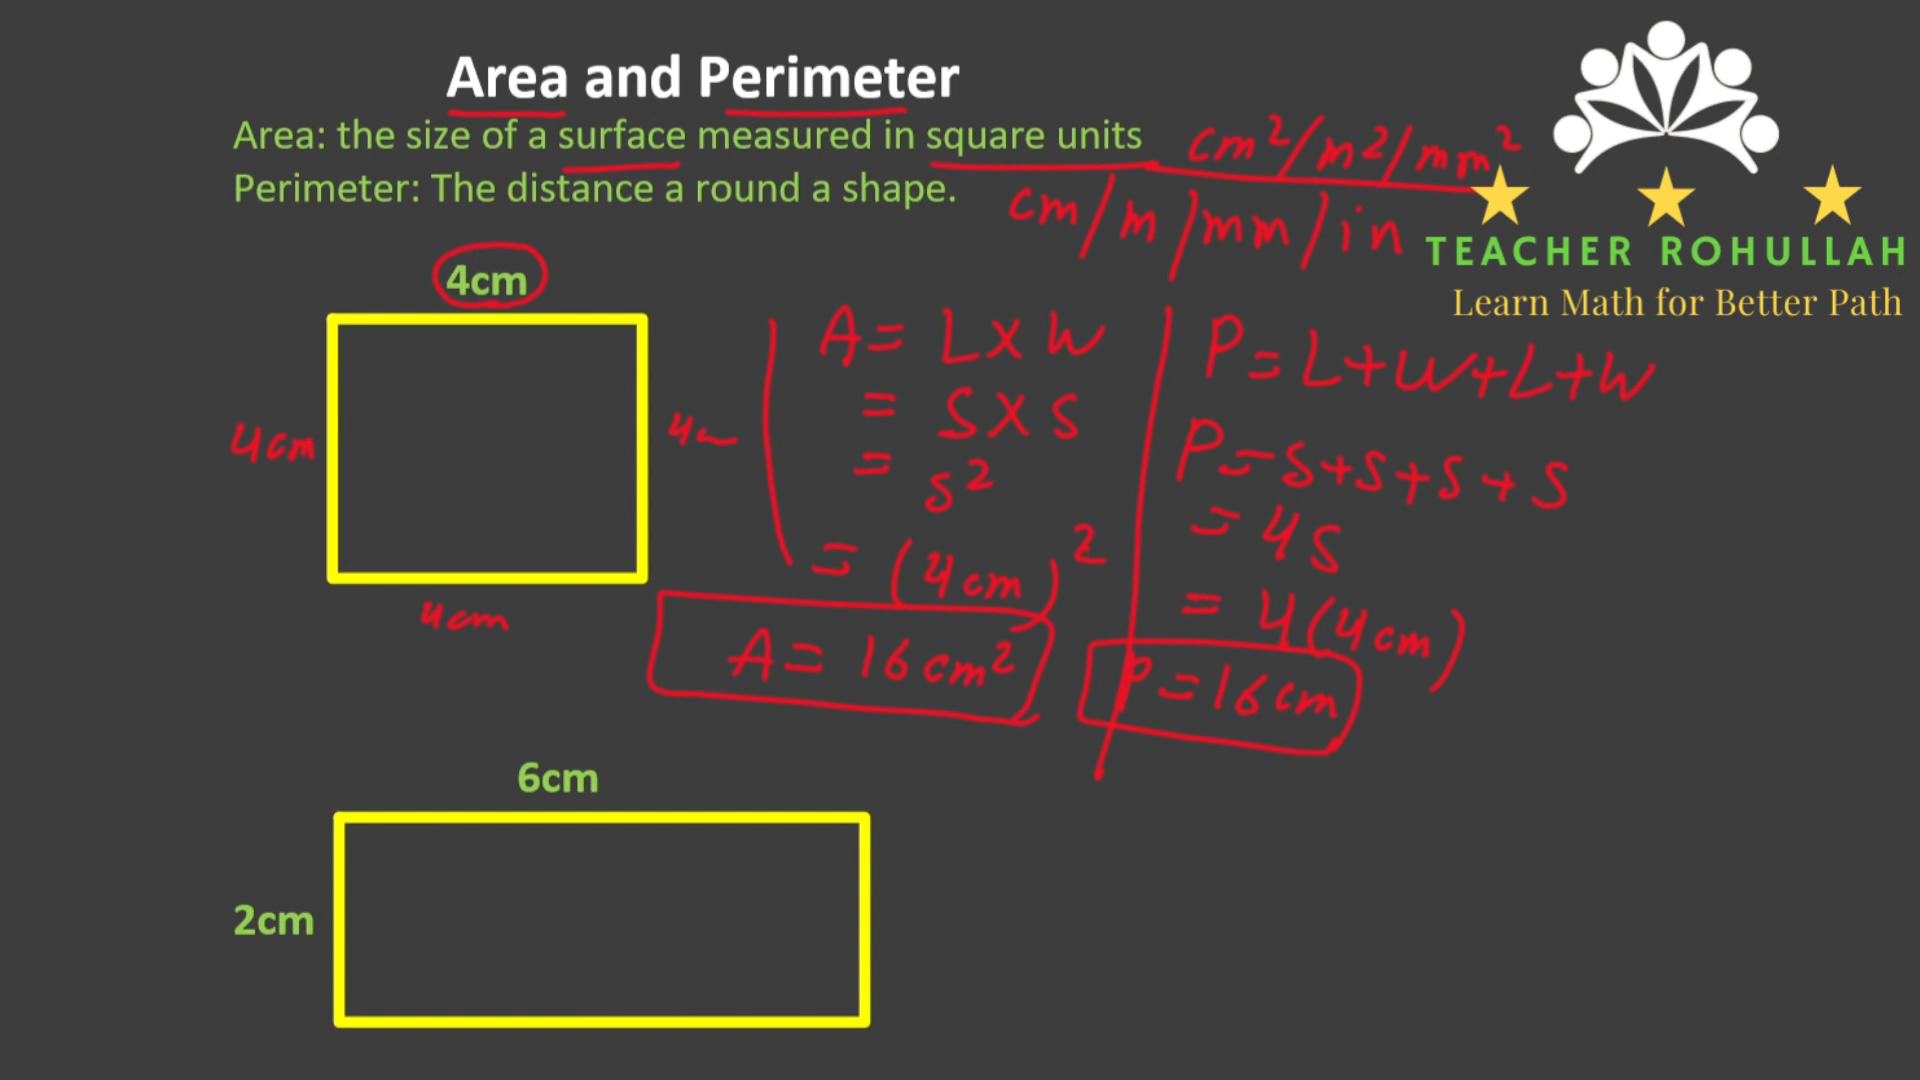 Area and Perimeter
Area: the size of a surface measured in square units cm²/m²/mm²
Perimeter: The distance a round a shape. cm/m/mm/in
TEACHER ROHULLAH
Learn Math for Better Path
4cm
4cm
4cm
4cm
A = L X W
= S X S
= S²
= (4cm)²
A = 16cm²
P = L + W + L + W
P = S + S + S + S
= 4S
= 4(4cm)
P = 16cm
6cm
2cm